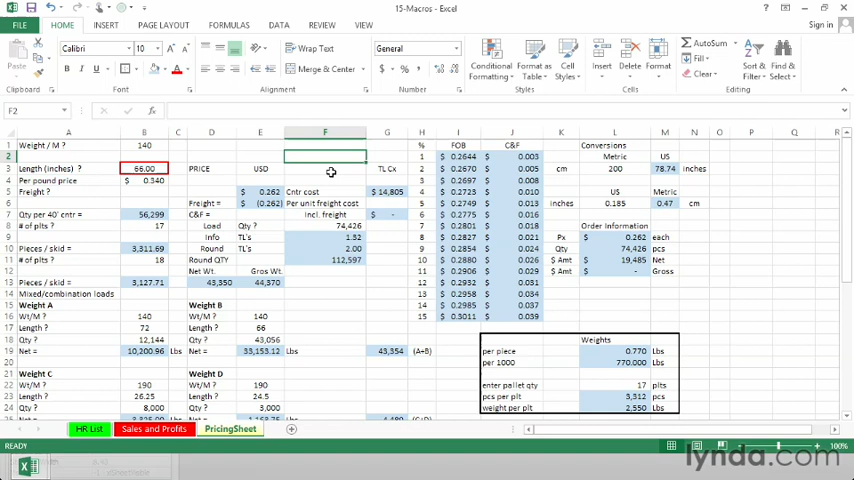 15-Macros - Excel
FILE HOME INSERT PAGE LAYOUT FORMULAS DATA REVIEW VIEW Sign in
Calibri 10 Wrap Text General AutoSum
Paste B I U Merge & Center $ % Conditional Formatting Format as Table Cell Styles Insert Delete Format Fill Clear Sort & Filter Find & Select
Clipboard Font Alignment Number Styles Cells Editing
F2
A B C D E F G H I J K L M N O P Q R
1 Weight / M ? 140 % FOB C&F Conversions
2 1 $ 0.2644 $ 0.003 Metric US
3 Length (inches) ? 66.00 PRICE USD TL Cx 2 $ 0.2670 $ 0.005 cm 200 78.74 inches
4 Per pound price $ 0.340 3 $ 0.2697 $ 0.008
5 Freight ? $ 0.262 Cntr cost $ 14,805 4 $ 0.2723 $ 0.010 US Metric
6 Freight = $ (0.262) Per unit freight cost 5 $ 0.2749 $ 0.013 inches 0.185 0.47 cm
7 Qty per 40' cntr = 56,299 C&F = Incl. freight $ - 6 $ 0.2775 $ 0.016
8 # of plts ? 17 Load Qty ? 74,426 7 $ 0.2801 $ 0.018 Order Information
9 Info TL's 1.32 8 $ 0.2827 $ 0.021 Px $ 0.262 each
10 Pieces / skid = 3,311.69 Round TL's 2.00 9 $ 0.2854 $ 0.024 Qty 74,426 pcs
11 # of plts ? 18 Round QTY 112,597 10 $ 0.2880 $ 0.026 $ Amt $ 19,485 Net
12 Net Wt. Gross Wt. 11 $ 0.2906 $ 0.029 $ Amt $ - Gross
13 Pieces / skid = 3,127.71 43,350 44,370 12 $ 0.2932 $ 0.031
14 Mixed/combination loads 13 $ 0.2958 $ 0.034
15 Weight A Weight B 14 $ 0.2985 $ 0.037
16 Wt/M ? 140 Wt/M ? 140 15 $ 0.3011 $ 0.039
17 Length ? 72 Length ? 66
18 Qty ? 12,144 Qty ? 43,056 Weights
19 Net = 10,200.96 Lbs Net = 33,153.12 Lbs 43,354 (A+B) per piece 0.770 Lbs
20 per 1000 770.000 Lbs
21 Weight C Weight D
22 Wt/M ? 190 Wt/M ? 190 enter pallet qty 17 plts
23 Length ? 26.25 Length ? 24.5 pcs per plt 3,312 pcs
24 Qty ? 8,000 Qty ? 3,000 weight per plt 2,550 Lbs
HR List Sales and Profits PricingSheet
READY 100%
lynda.com